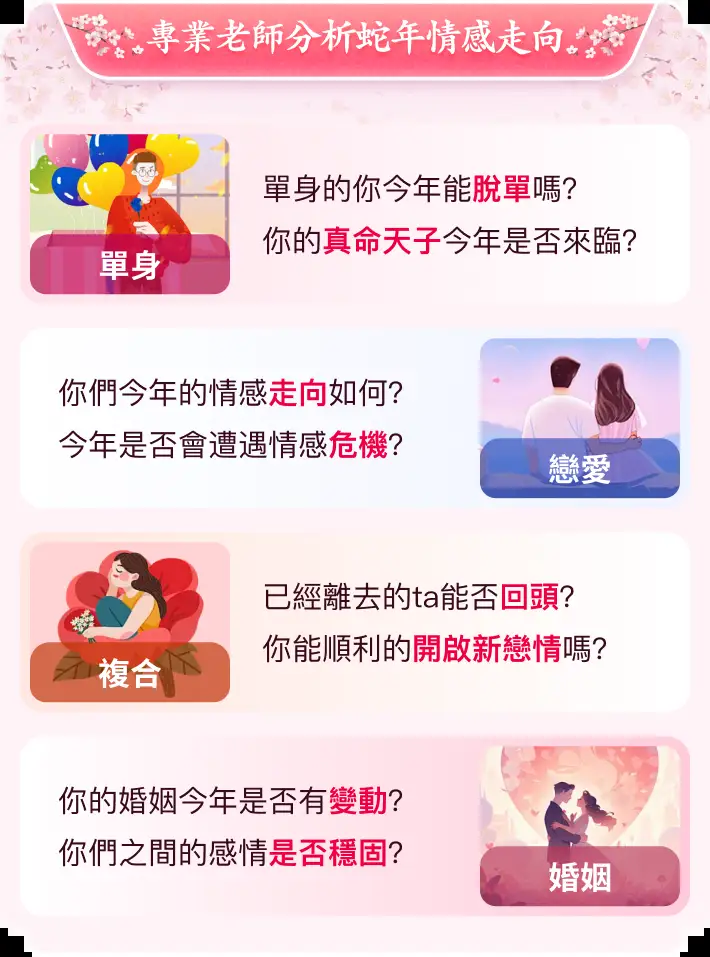 專業老師分析蛇年情感走向
單身的你今年能脫單嗎?
你的真命天子今年是否來臨?
單身
你們今年的情感走向如何?
今年是否會遭遇情感危機?
戀愛
已經離去的ta能否回頭?
你能順利的開啟新戀情嗎?
複合
你的婚姻今年是否有變動?
你們之間的感情是否穩固?
婚姻